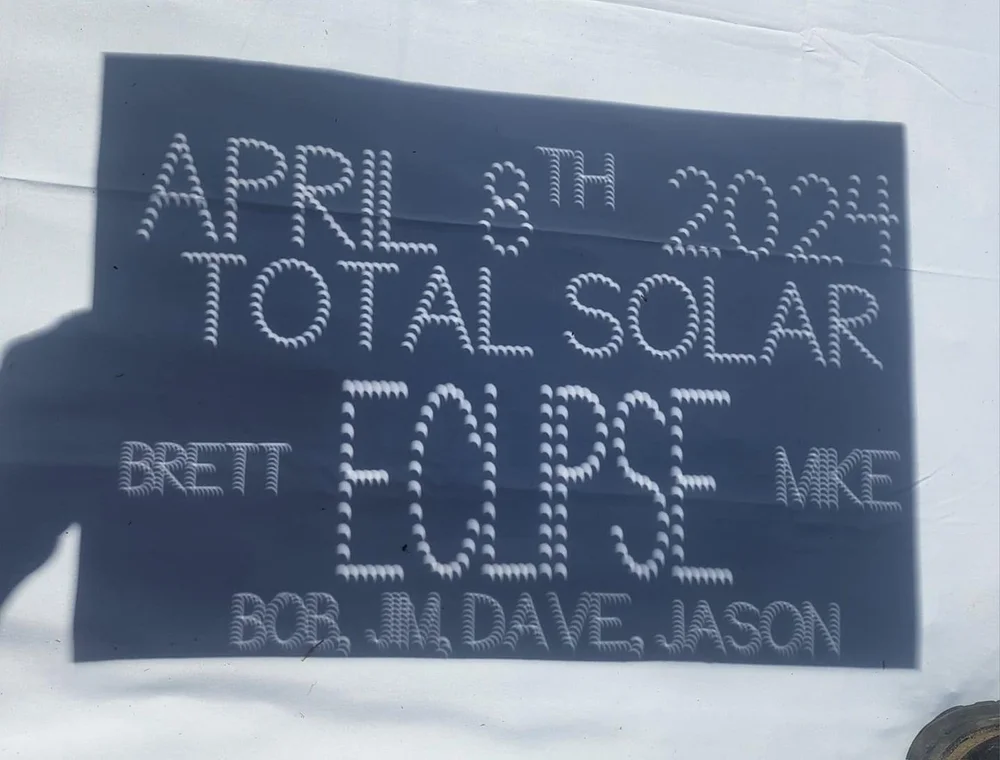 APRIL 8TH 2024
TOTAL SOLAR
ECLIPSE
BRETT MIKE
BOB, JIM, DAVE, JASON